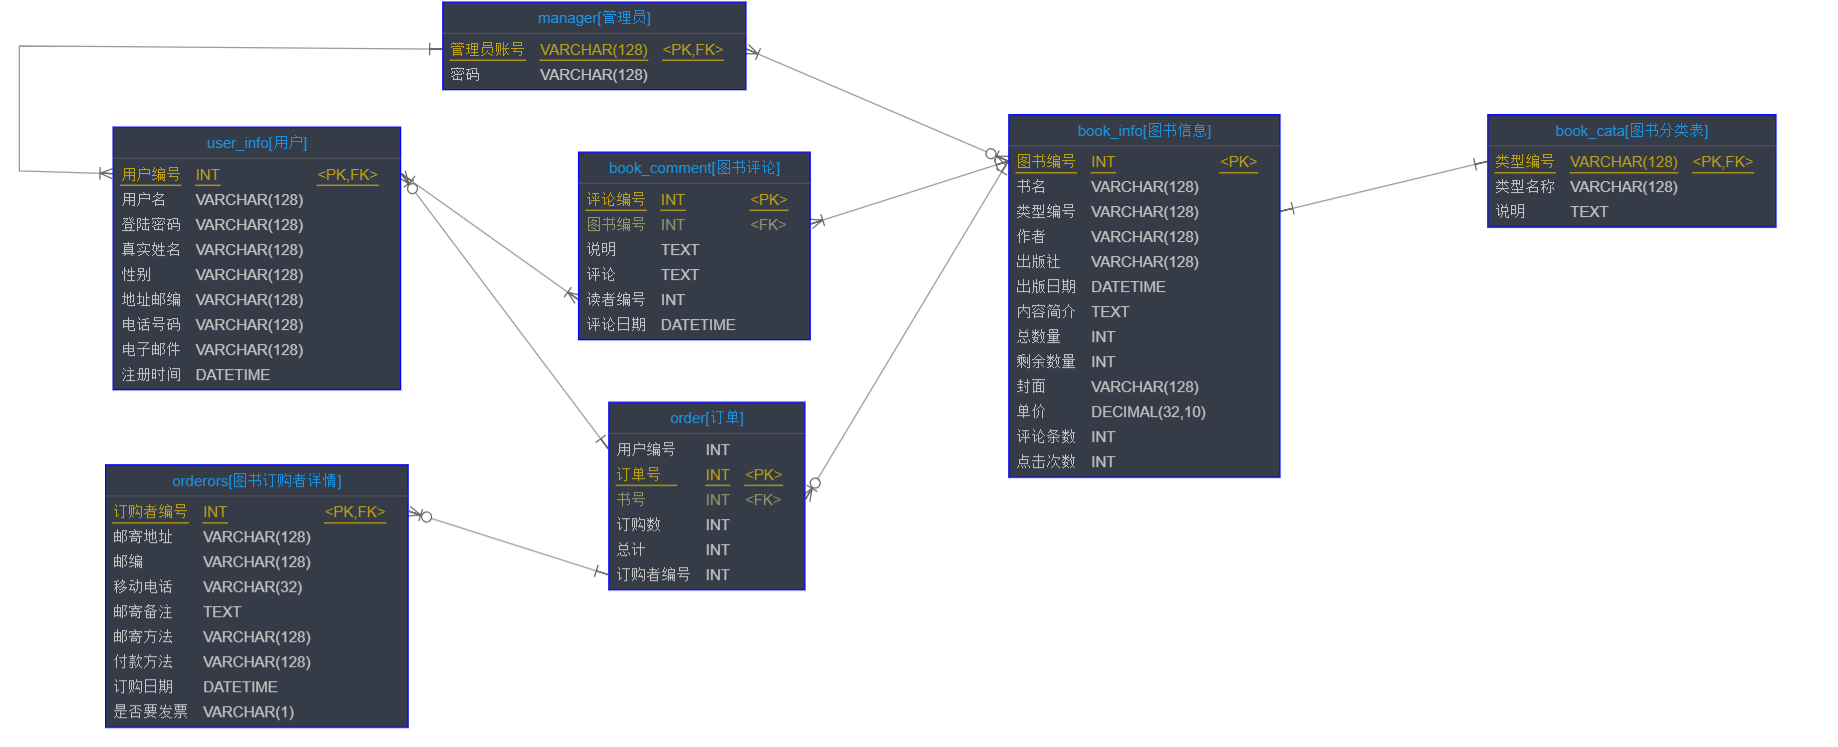 manager[管理员]
管理员账号 VARCHAR(128) <PK,FK>
密码 VARCHAR(128)
user_info[用户]
用户编号 INT <PK,FK>
用户名 VARCHAR(128)
登陆密码 VARCHAR(128)
真实姓名 VARCHAR(128)
性别 VARCHAR(128)
地址邮编 VARCHAR(128)
电话号码 VARCHAR(128)
电子邮件 VARCHAR(128)
注册时间 DATETIME
book_comment[图书评论]
评论编号 INT <PK>
图书编号 INT <FK>
说明 TEXT
评论 TEXT
读者编号 INT
评论日期 DATETIME
book_info[图书信息]
图书编号 INT <PK>
书名 VARCHAR(128)
类型编号 VARCHAR(128)
作者 VARCHAR(128)
出版社 VARCHAR(128)
出版日期 DATETIME
内容简介 TEXT
总数量 INT
剩余数量 INT
封面 VARCHAR(128)
单价 DECIMAL(32,10)
评论条数 INT
点击次数 INT
book_cata[图书分类表]
类型编号 VARCHAR(128) <PK,FK>
类型名称 VARCHAR(128)
说明 TEXT
order[订单]
用户编号 INT
订单号 INT <PK>
书号 INT <FK>
订购数 INT
总计 INT
订购者编号 INT
orderors[图书订购者详情]
订购者编号 INT <PK,FK>
邮寄地址 VARCHAR(128)
邮编 VARCHAR(128)
移动电话 VARCHAR(32)
邮寄备注 TEXT
邮寄方法 VARCHAR(128)
付款方法 VARCHAR(128)
订购日期 DATETIME
是否要发票 VARCHAR(1)